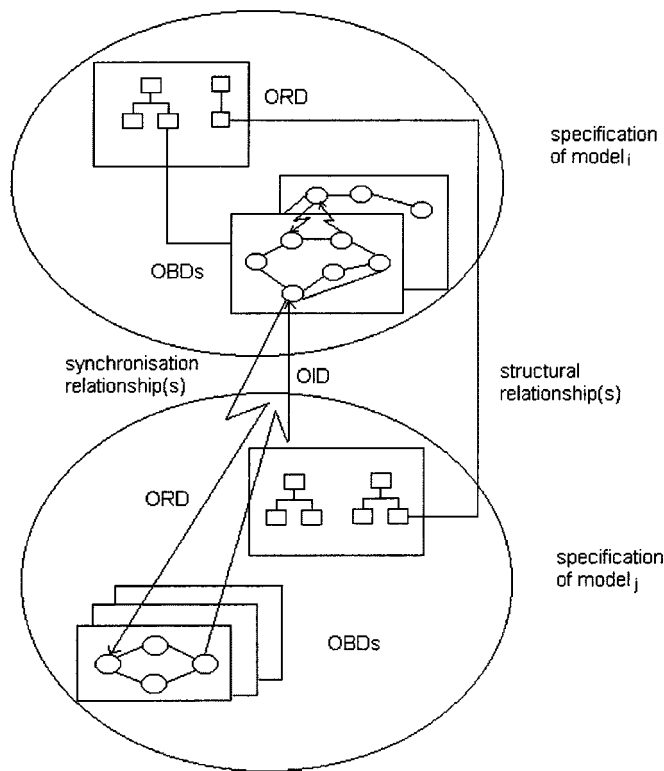 ORD
specification
of model i
OBDs
synchronisation
relationship(s)
OID
structural
relationship(s)
ORD
specification
of model j
OBDs